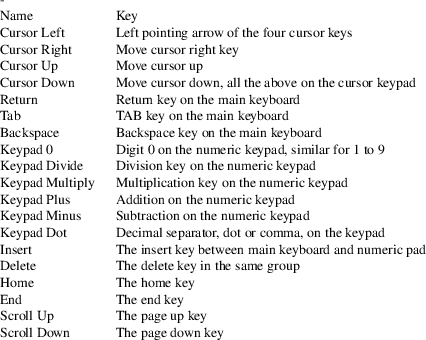 Name Key
Cursor Left Left pointing arrow of the four cursor keys
Cursor Right Move cursor right key
Cursor Up Move cursor up
Cursor Down Move cursor down, all the above on the cursor keypad
Return Return key on the main keyboard
Tab TAB key on the main keyboard
Backspace Backspace key on the main keyboard
Keypad 0 Digit 0 on the numeric keypad, similar for 1 to 9
Keypad Divide Division key on the numeric keypad
Keypad Multiply Multiplication key on the numeric keypad
Keypad Plus Addition on the numeric keypad
Keypad Minus Subtraction on the numeric keypad
Keypad Dot Decimal separator, dot or comma, on the keypad
Insert The insert key between main keyboard and numeric pad
Delete The delete key in the same group
Home The home key
End The end key
Scroll Up The page up key
Scroll Down The page down key